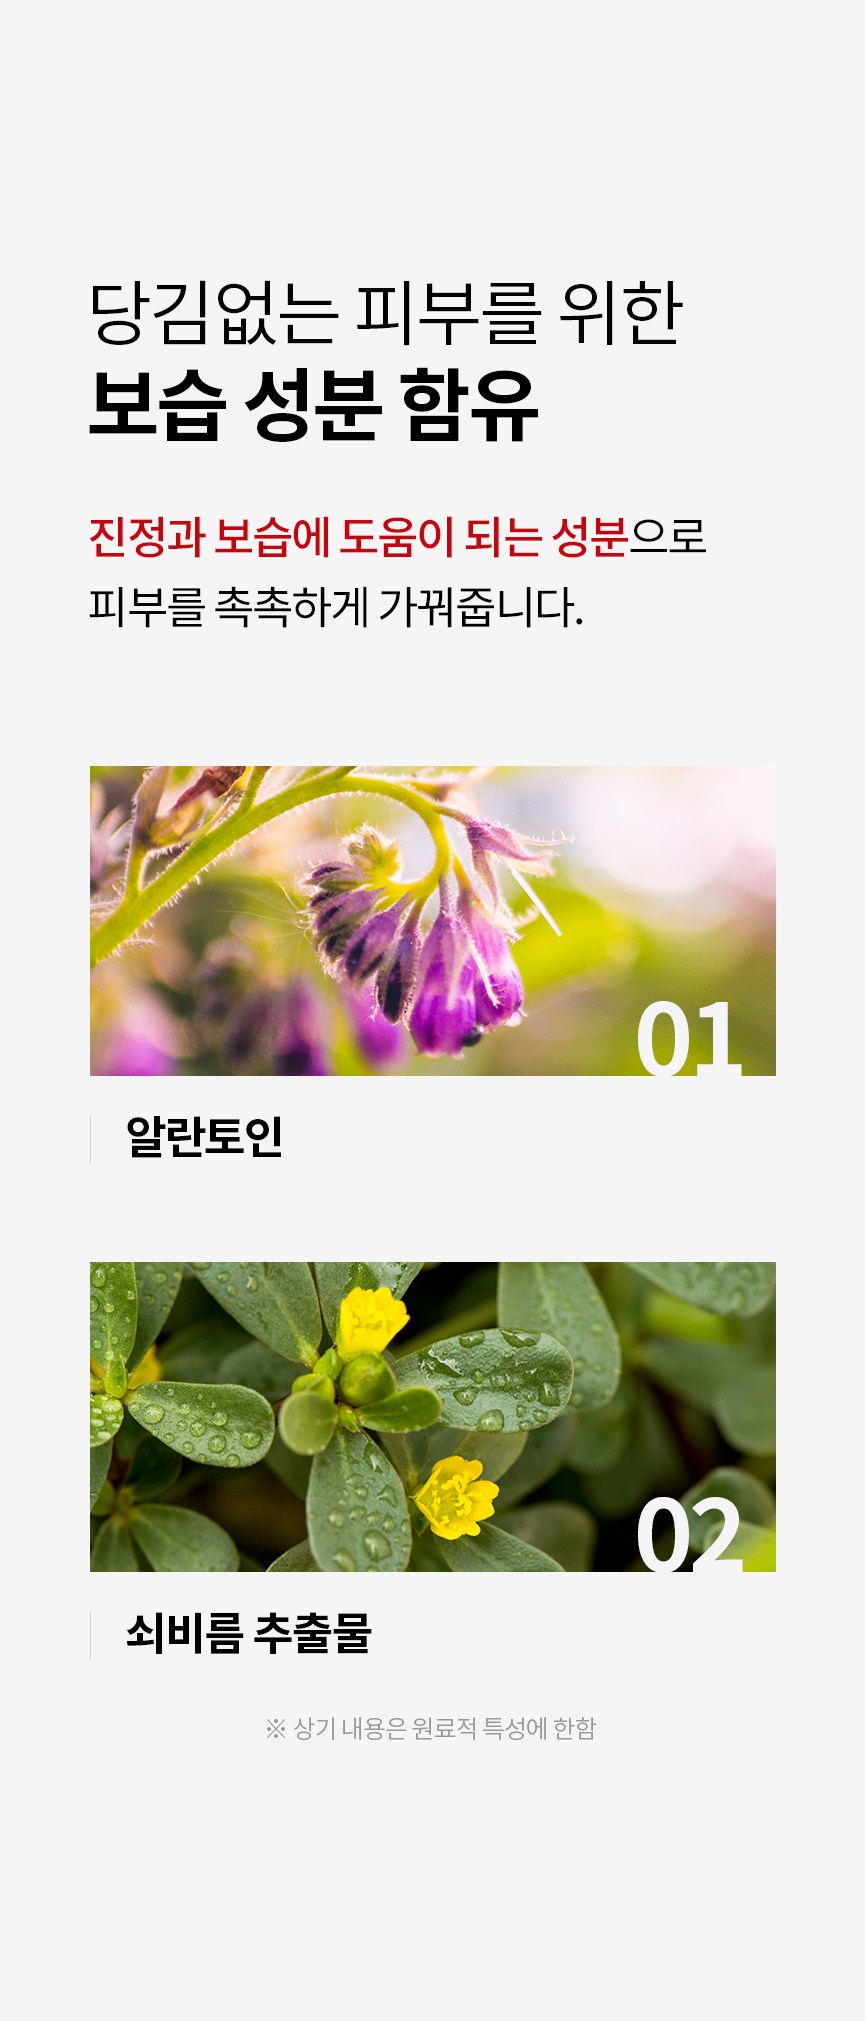 당김없는 피부를 위한
보습 성분 함유
진정과 보습에 도움이 되는 성분으로
피부를 촉촉하게 가꿔줍니다.
01
알란토인
02
쇠비름 추출물
※ 상기 내용은 원료적 특성에 한함